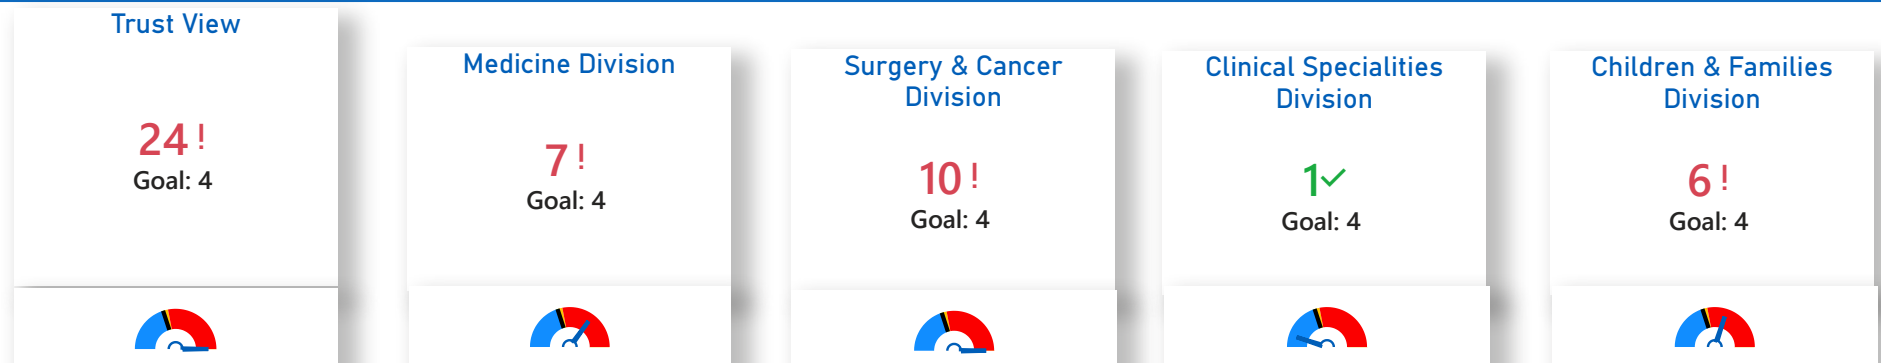 Trust View
24 !
Goal: 4
Medicine Division
7 !
Goal: 4
Surgery & Cancer
Division
10 !
Goal: 4
Clinical Specialities
Division
1✓
Goal: 4
Children & Families
Division
6 !
Goal: 4